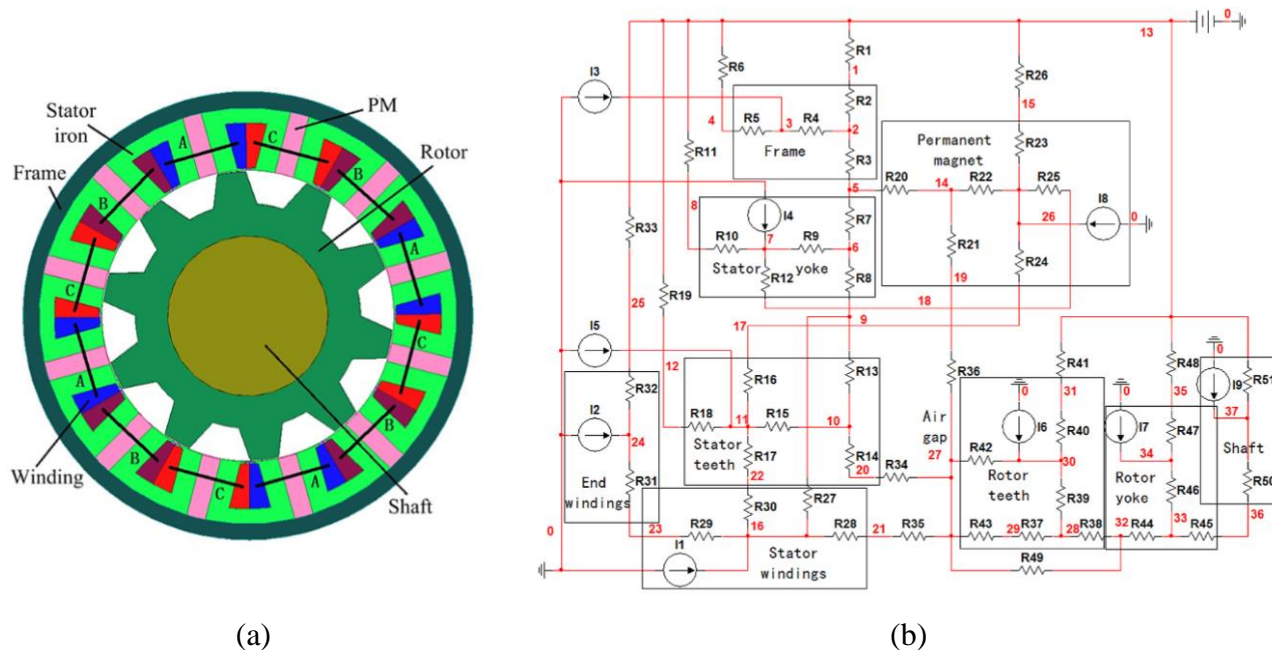 Frame
Stator
iron
PM
Rotor
Winding
Shaft
A
C
B
A
C
B
A
C
B
A
C
B
(a)
0
13
R1
1
R6
R26
15
I3
R2
4
R5
3
R4
2
Frame
R3
R11
Permanent
magnet
R23
R20
5
14
R22
R25
I8
0
26
8
I4
R7
R10
7
R9
6
Stator
yoke
R12
R8
R21
R24
19
R33
18
25
R19
17
9
I5
12
R16
R13
R36
R41
0
R48
R51
31
I9
35
R32
R18
11
R15
10
Stator
teeth
Air
gap
27
0
I6
R40
0
I7
R47
37
I2
24
R17
R14
20
R34
R42
30
34
Shaft
22
Rotor
teeth
Rotor
yoke
R31
End
windings
R30
R27
R39
R46
R50
0
23
R29
16
R28
21
R35
R43
29
R37
28
R38
32
R44
33
R45
36
I1
Stator
windings
R49
(b)